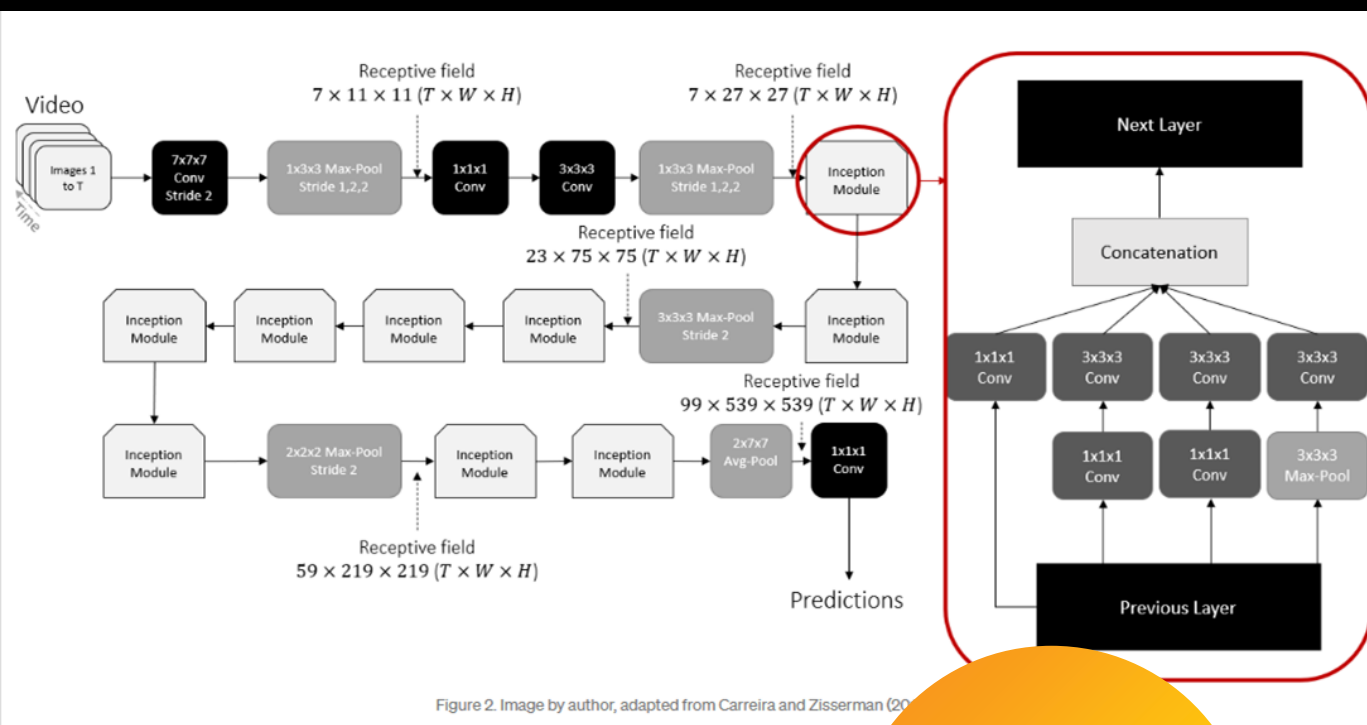 Video
Images 1
to T
Time
7x7x7
Conv
Stride 2
1x3x3 Max-Pool
Stride 1,2,2
Receptive field
7 × 11 × 11 (T × W × H)
1x1x1
Conv
3x3x3
Conv
1x3x3 Max-Pool
Stride 1,2,2
Receptive field
7 × 27 × 27 (T × W × H)
Inception
Module
Receptive field
23 × 75 × 75 (T × W × H)
Inception
Module
Inception
Module
Inception
Module
Inception
Module
3x3x3 Max-Pool
Stride 2
Inception
Module
Receptive field
99 × 539 × 539 (T × W × H)
Inception
Module
2x2x2 Max-Pool
Stride 2
Inception
Module
Inception
Module
2x7x7
Avg-Pool
1x1x1
Conv
Receptive field
59 × 219 × 219 (T × W × H)
Predictions
Next Layer
Concatenation
1x1x1
Conv
3x3x3
Conv
3x3x3
Conv
3x3x3
Conv
1x1x1
Conv
1x1x1
Conv
3x3x3
Max-Pool
Previous Layer
Figure 2. Image by author, adapted from Carreira and Zisserman (20